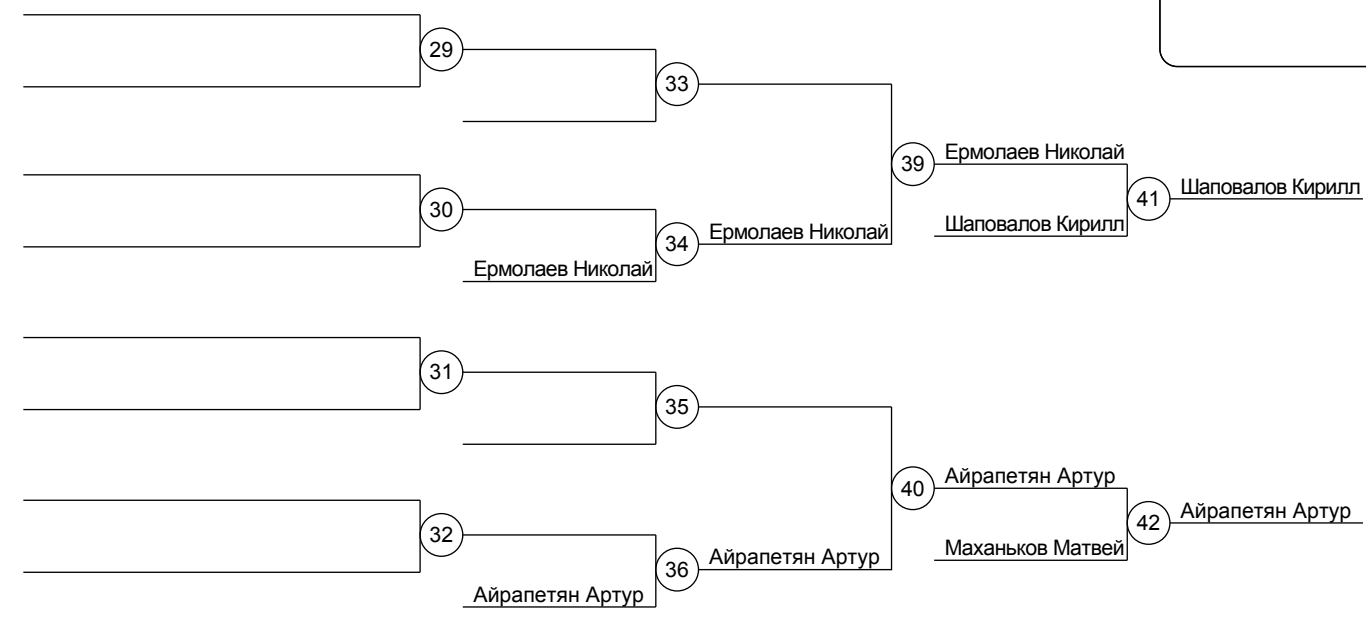 29
33
39
Ермолаев Николай
41
Шаповалов Кирилл
30
34
Ермолаев Николай
Шаповалов Кирилл
Ермолаев Николай
31
35
40
Айрапетян Артур
42
Айрапетян Артур
32
36
Айрапетян Артур
Маханьков Матвей
Айрапетян Артур